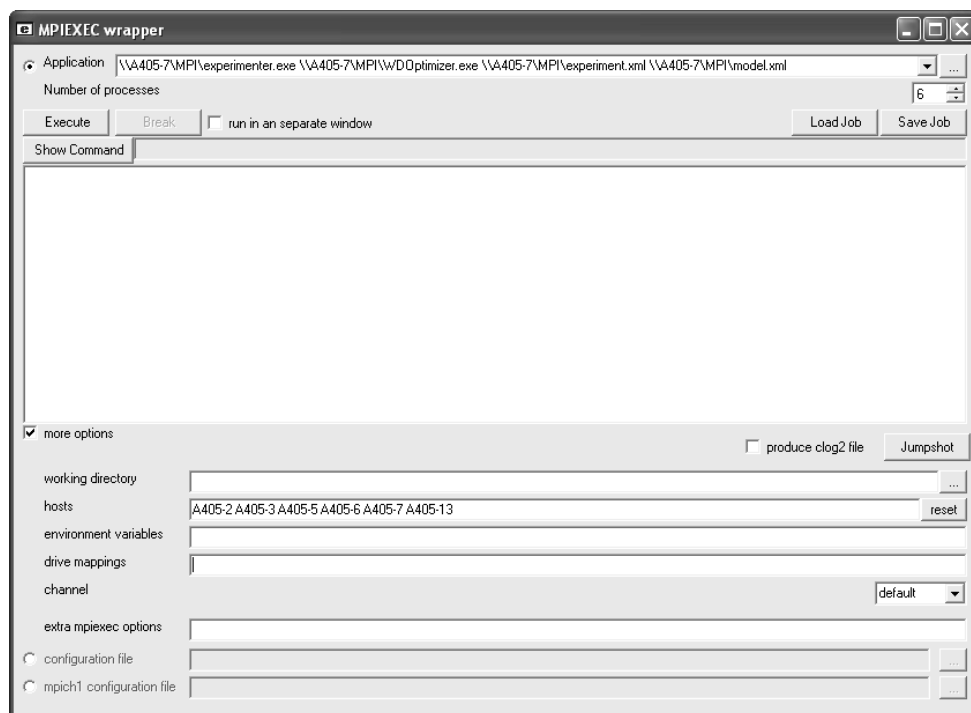 MPIEXEC wrapper
Application \\A405-7\MPI\experimenter.exe \\A405-7\MPI\WDOptimizer.exe \\A405-7\MPI\experiment.xml \\A405-7\MPI\model.xml ...
Number of processes 6
Execute Break run in an separate window Load Job Save Job
Show Command
more options
produce clog2 file Jumpshot
working directory ...
hosts A405-2 A405-3 A405-5 A405-6 A405-7 A405-13 reset
environment variables
drive mappings
channel default
extra mpiexec options
configuration file ...
mpich1 configuration file ...